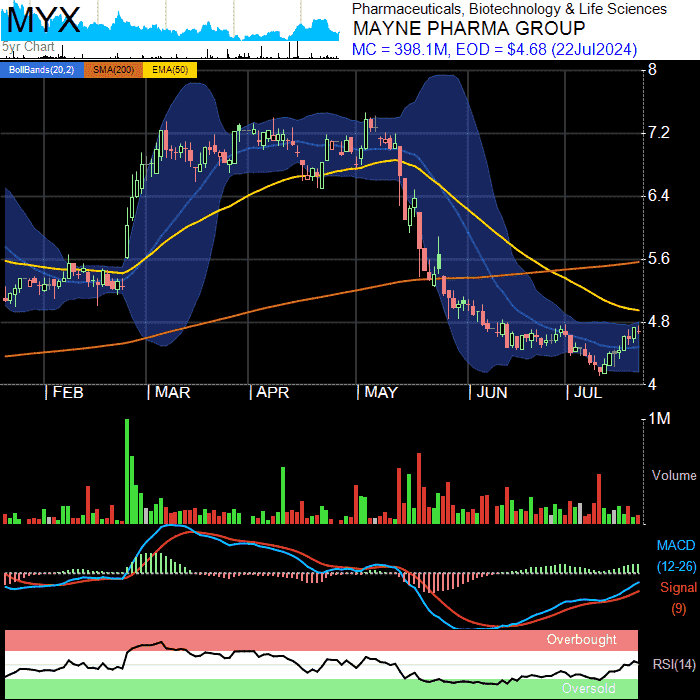 MYX
5yr Chart
Pharmaceuticals, Biotechnology & Life Sciences
MAYNE PHARMA GROUP
MC = 398.1M, EOD = $4.68 (22Jul2024)
BollBands(20,2) SMA(200) EMA(50)
8
7.2
6.4
5.6
4.8
4
FEB MAR APR MAY JUN JUL
1M
Volume
MACD
(12-26)
Signal
(9)
Overbought
RSI(14)
Oversold